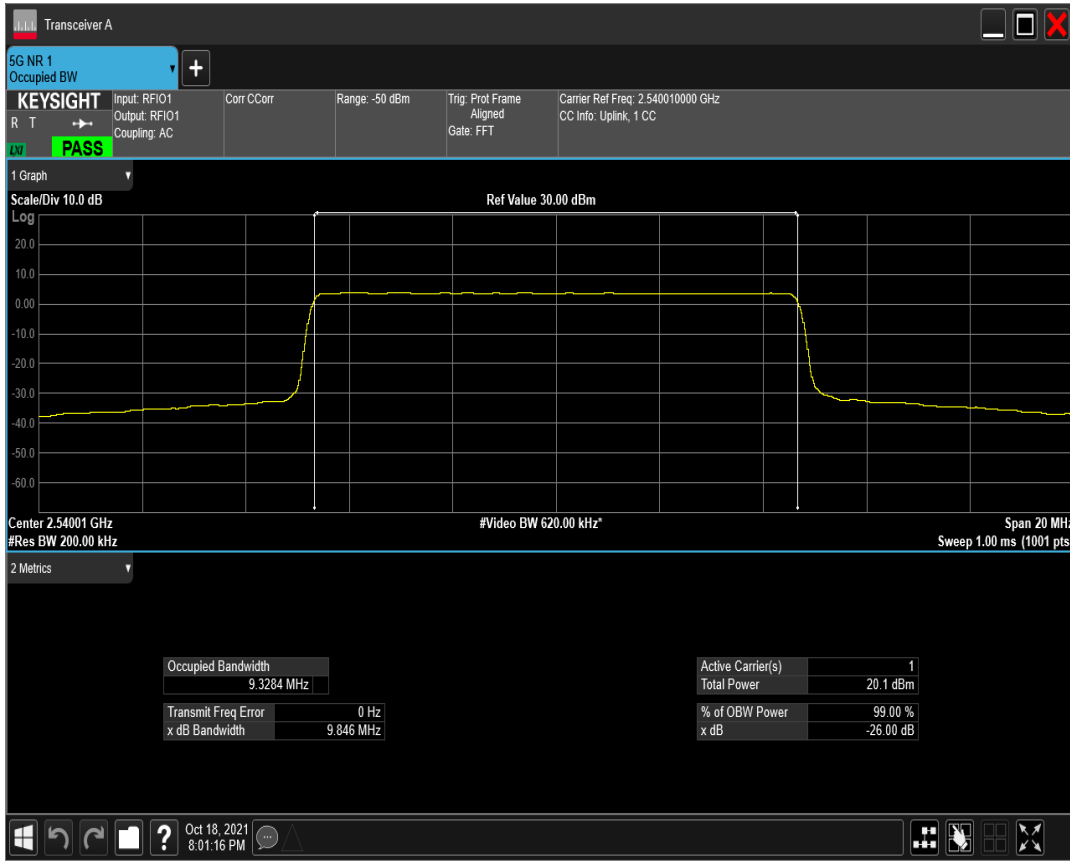 Transceiver A
5G NR 1
Occupied BW
KEYSIGHT
R T
LXI
PASS
Input: RFIO1
Output: RFIO1
Coupling: AC
Corr CCorr
Range: -50 dBm
Trig: Prot Frame
Aligned
Gate: FFT
Carrier Ref Freq: 2.540010000 GHz
CC Info: Uplink, 1 CC
1 Graph
Scale/Div 10.0 dB
Ref Value 30.00 dBm
Log
20.0
10.0
0.00
-10.0
-20.0
-30.0
-40.0
-50.0
-60.0
Center 2.54001 GHz
#Video BW 620.00 kHz*
Span 20 MHz
#Res BW 200.00 kHz
Sweep 1.00 ms (1001 pts
2 Metrics
Occupied Bandwidth
9.3284 MHz
Transmit Freq Error 0 Hz
x dB Bandwidth 9.846 MHz
Active Carrier(s) 1
Total Power 20.1 dBm
% of OBW Power 99.00 %
x dB -26.00 dB
?
Oct 18, 2021
8:01:16 PM